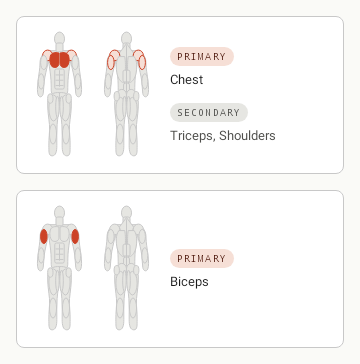 PRIMARY
Chest
SECONDARY
Triceps, Shoulders
PRIMARY
Biceps